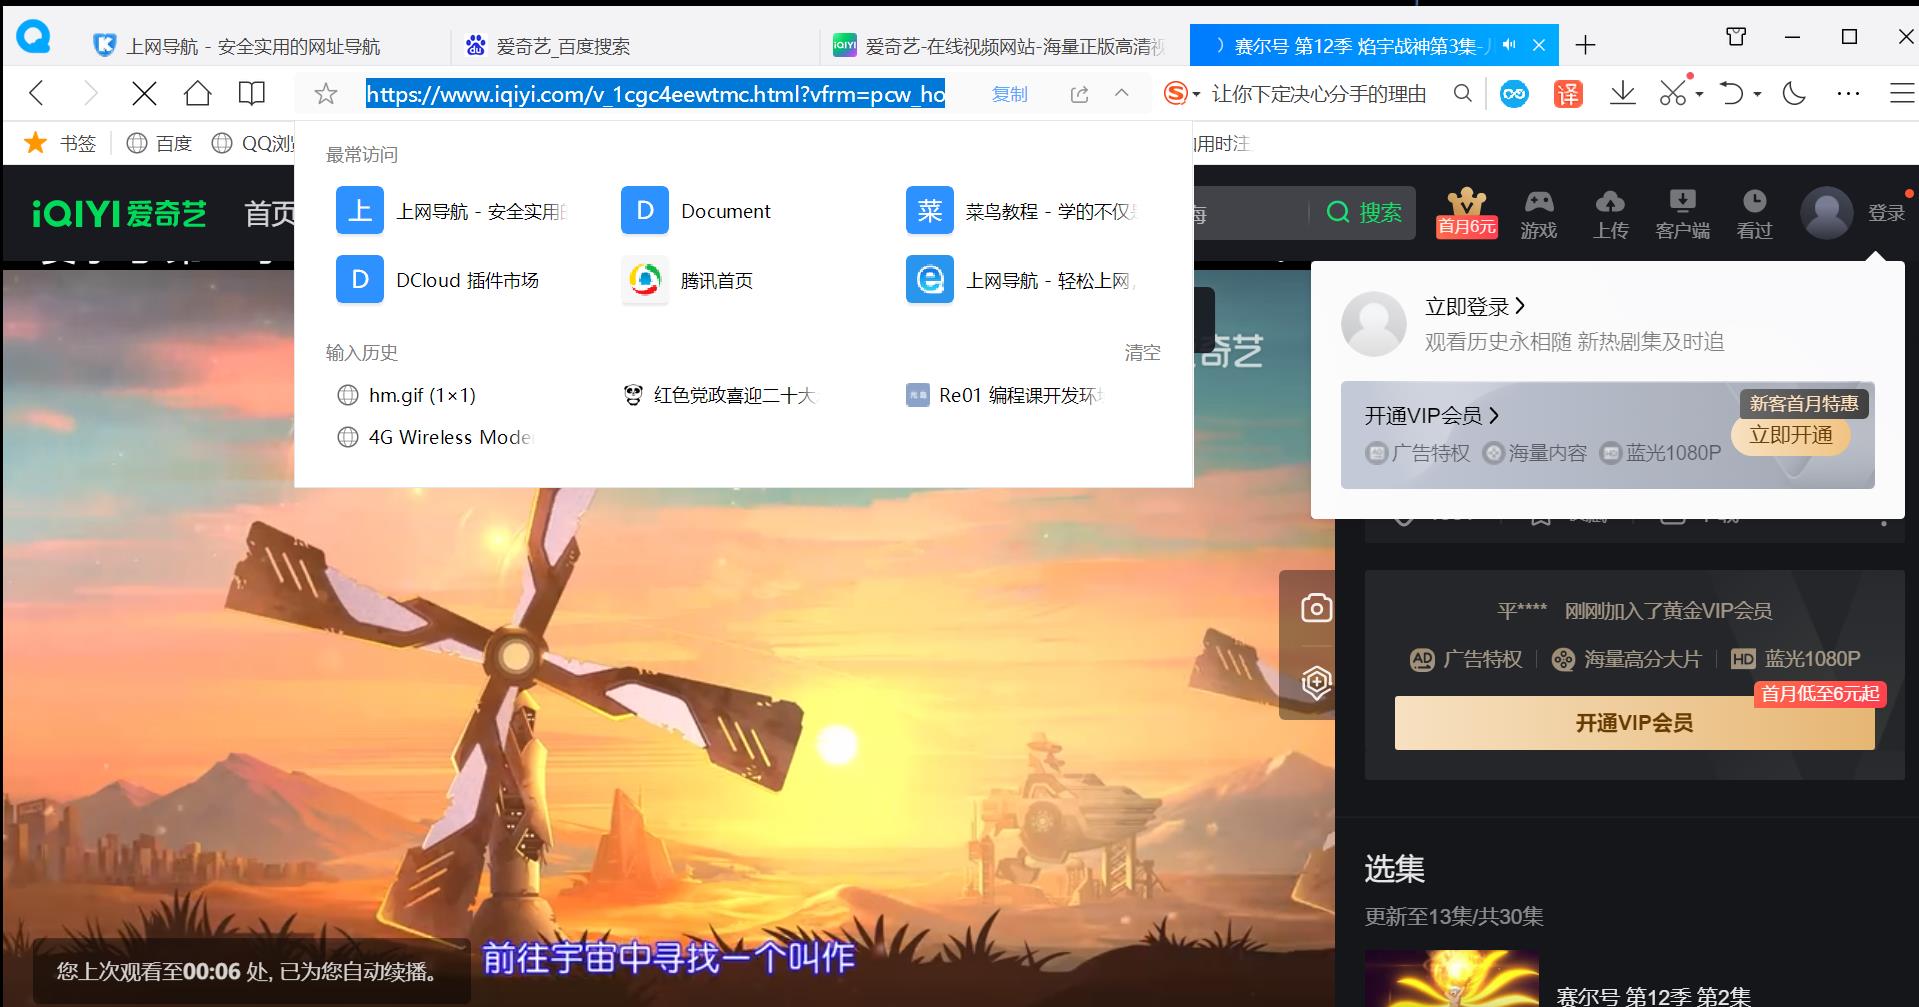 上网导航 - 安全实用的网址导航
爱奇艺_百度搜索
爱奇艺-在线视频网站-海量正版高清视
赛尔号 第12季 焰宇战神第3集-
https://www.iqiyi.com/v_1cgc4eewtmc.html?vfrm=pcw_ho
复制
让你下定决心分手的理由
译
书签
百度
QQ浏
用时注
最常访问
上 上网导航 - 安全实用的
D Document
菜 菜鸟教程 - 学的不仅是
D DCloud 插件市场
腾讯首页
上网导航 - 轻松上网,
输入历史
清空
hm.gif (1×1)
红色党政喜迎二十大
Re01 编程课开发环
4G Wireless Mode
iQIYI 爱奇艺
首页
海
搜索
首月6元
游戏
上传
客户端
看过
登录
奇艺
立即登录
观看历史永相随 新热剧集及时追
开通VIP会员
新客首月特惠
立即开通
广告特权
海量内容
蓝光1080P
平**** 刚刚加入了黄金VIP会员
AD 广告特权
海量高分大片
HD 蓝光1080P
首月低至6元起
开通VIP会员
选集
更新至13集/共30集
赛尔号 第12季 第2集
前往宇宙中寻找一个叫作
您上次观看至00:06 处, 已为您自动续播。